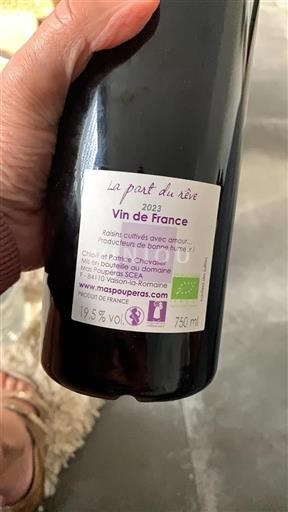 La part du rêve
2023
Vin de France
Raisins cultivés avec amour...
Producteurs de bonne humeur !
Chloé et Patrice Chevalier
Mis en bouteille au domaine
Mas Pouperas SCEA
F - 84110 Vaison-la-Romaine
www.maspouperas.com
PRODUIT DE FRANCE
19.5% vol.
750 ml